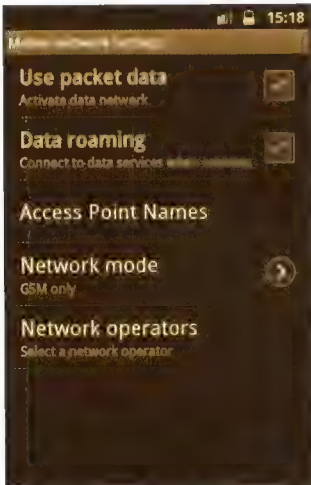 15:18
Use packet data
Activate data network
Data roaming
Connect to data services
Access Point Names
Network mode
GSM only
Network operators
Select a network operator